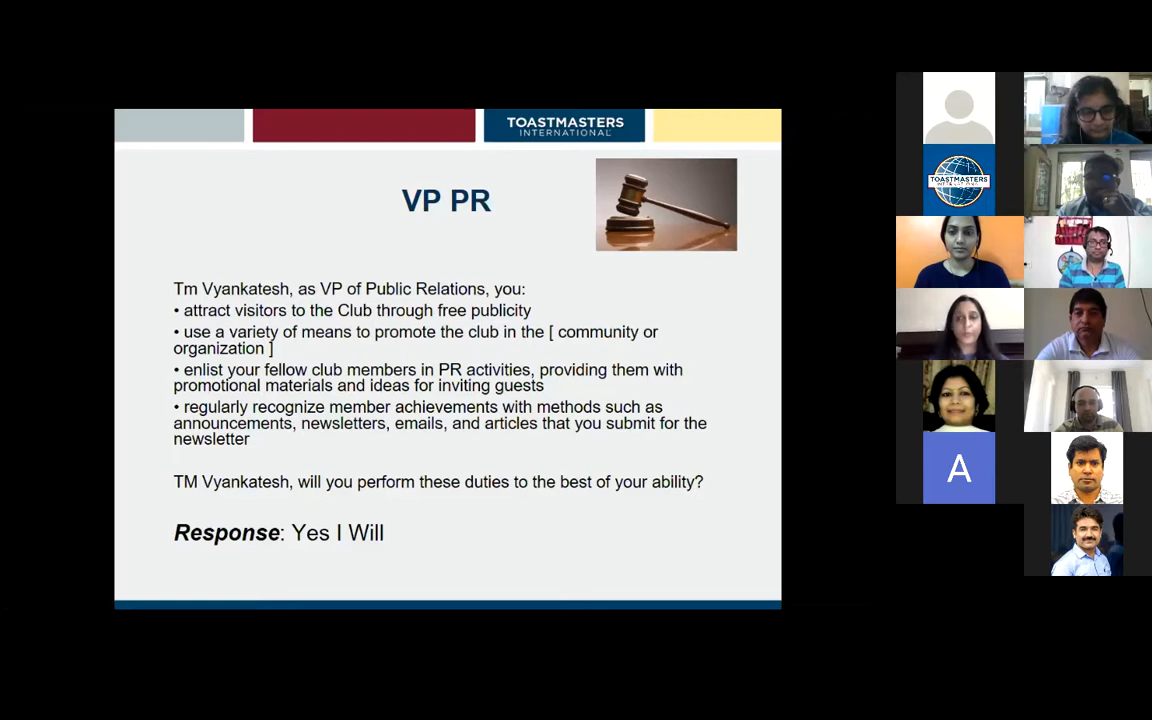 TOASTMASTERS
INTERNATIONAL
VP PR
Tm Vyankatesh, as VP of Public Relations, you:
• attract visitors to the Club through free publicity
• use a variety of means to promote the club in the [ community or
organization ]
• enlist your fellow club members in PR activities, providing them with
promotional materials and ideas for inviting guests
• regularly recognize member achievements with methods such as
announcements, newsletters, emails, and articles that you submit for the
newsletter
TM Vyankatesh, will you perform these duties to the best of your ability?
Response: Yes I Will
TOASTMASTERS
INTERNATIONAL
A